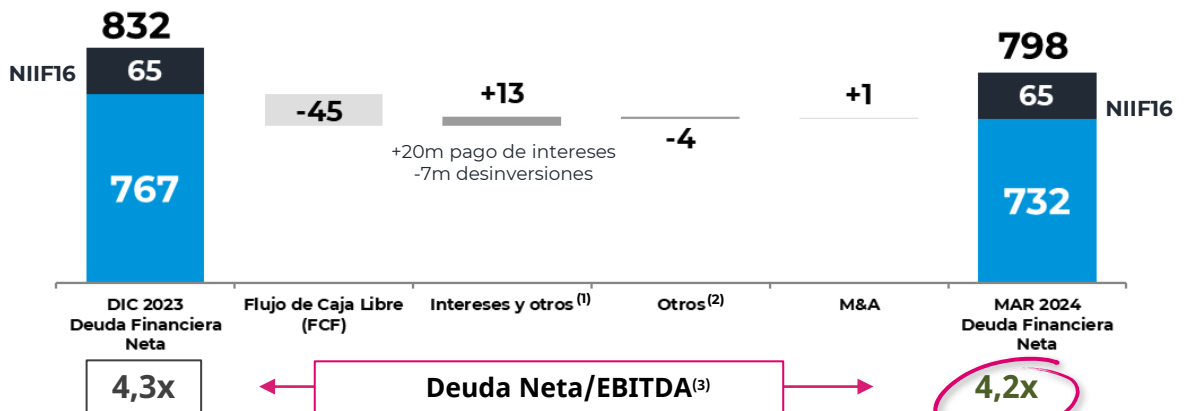 832
NIIF16
65
767
-45
+13
+20m pago de intereses
-7m desinversiones
-4
+1
798
65
NIIF16
732
DIC 2023
Deuda Financiera
Neta
Flujo de Caja Libre
(FCF)
Intereses y otros (1)
Otros (2)
M&A
MAR 2024
Deuda Financiera
Neta
4,3x
Deuda Neta/EBITDA(3)
4,2x